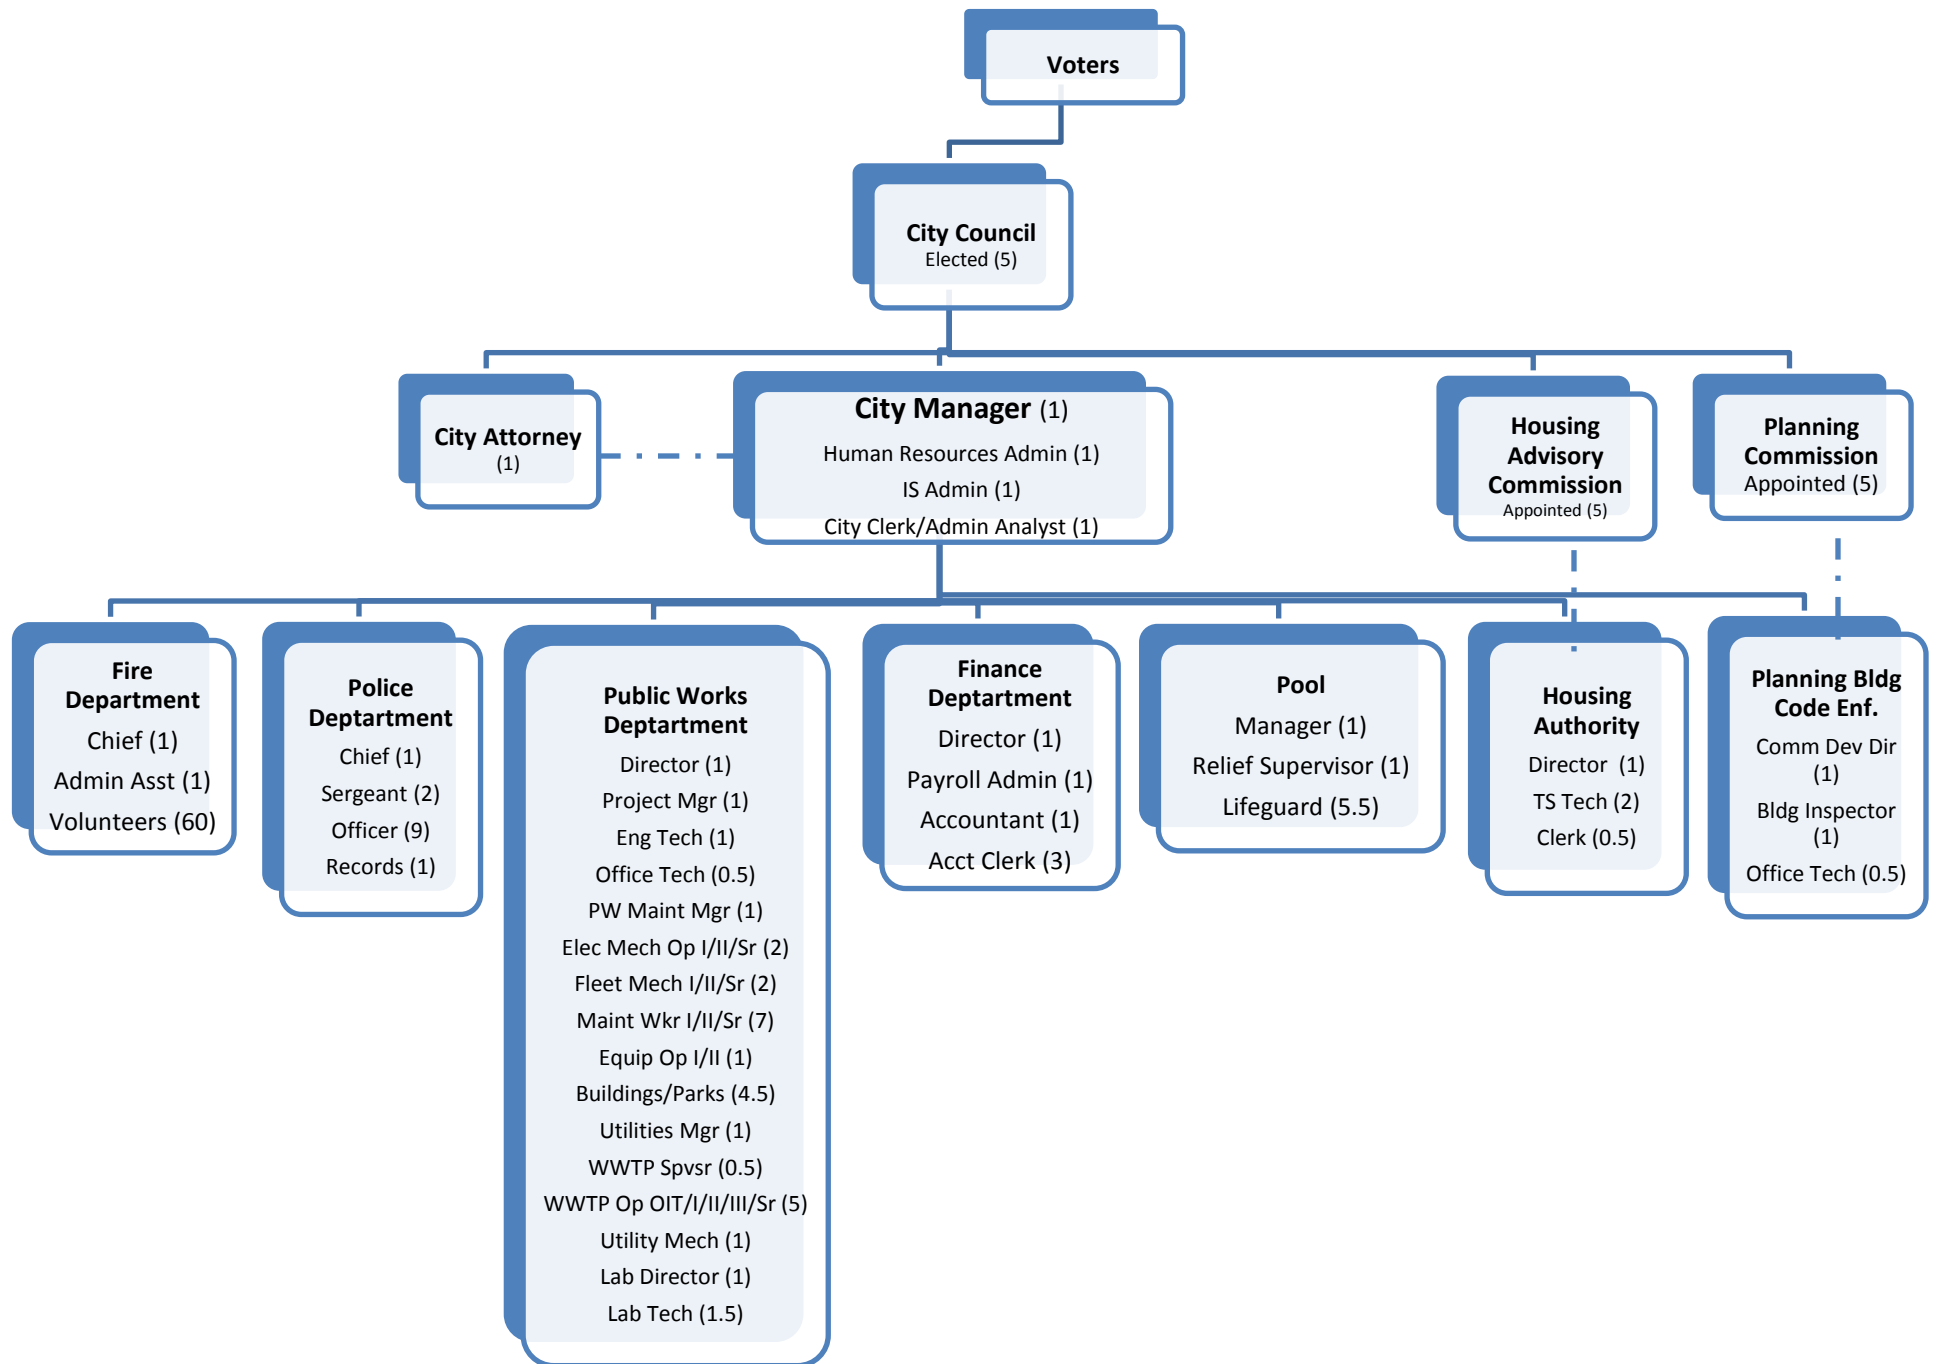 Voters
City Council
Elected (5)
City Attorney
(1)
City Manager (1)
Human Resources Admin (1)
IS Admin (1)
City Clerk/Admin Analyst (1)
Housing
Advisory
Commission
Appointed (5)
Planning
Commission
Appointed (5)
Fire
Department
Chief (1)
Admin Asst (1)
Volunteers (60)
Police
Deptartment
Chief (1)
Sergeant (2)
Officer (9)
Records (1)
Public Works
Deptartment
Director (1)
Project Mgr (1)
Eng Tech (1)
Office Tech (0.5)
PW Maint Mgr (1)
Elec Mech Op I/II/Sr (2)
Fleet Mech I/II/Sr (2)
Maint Wkr I/II/Sr (7)
Equip Op I/II (1)
Buildings/Parks (4.5)
Utilities Mgr (1)
WWTP Spvsr (0.5)
WWTP Op OIT/I/II/III/Sr (5)
Utility Mech (1)
Lab Director (1)
Lab Tech (1.5)
Finance
Deptartment
Director (1)
Payroll Admin (1)
Accountant (1)
Acct Clerk (3)
Pool
Manager (1)
Relief Supervisor (1)
Lifeguard (5.5)
Housing
Authority
Director (1)
TS Tech (2)
Clerk (0.5)
Planning Bldg
Code Enf.
Comm Dev Dir
(1)
Bldg Inspector
(1)
Office Tech (0.5)